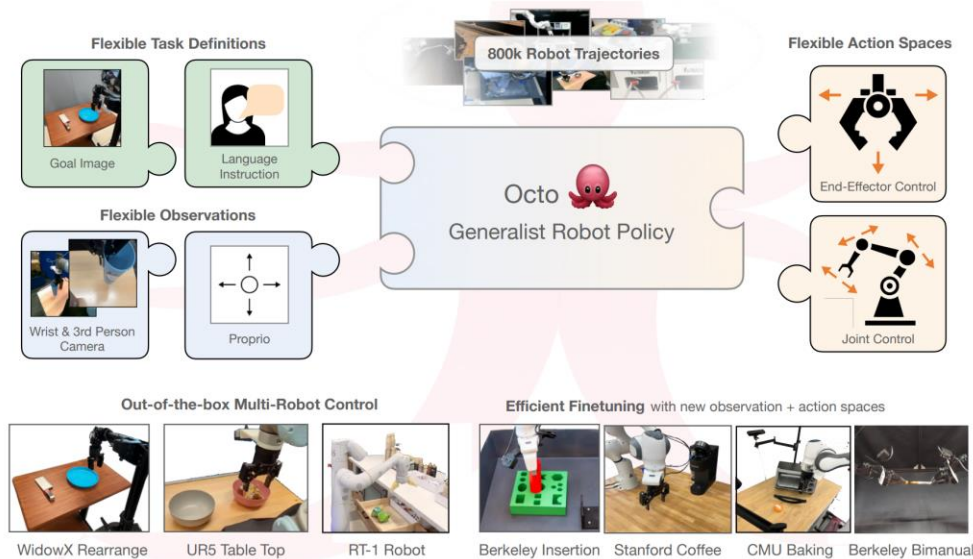 Flexible Task Definitions
800k Robot Trajectories
Flexible Action Spaces
Goal Image
Language
Instruction
End-Effector Control
Octo
Generalist Robot Policy
Flexible Observations
Wrist & 3rd Person
Camera
Proprio
Joint Control
Out-of-the-box Multi-Robot Control
Efficient Finetuning with new observation + action spaces
WidowX Rearrange
UR5 Table Top
RT-1 Robot
Berkeley Insertion
Stanford Coffee
CMU Baking
Berkeley Bimanual